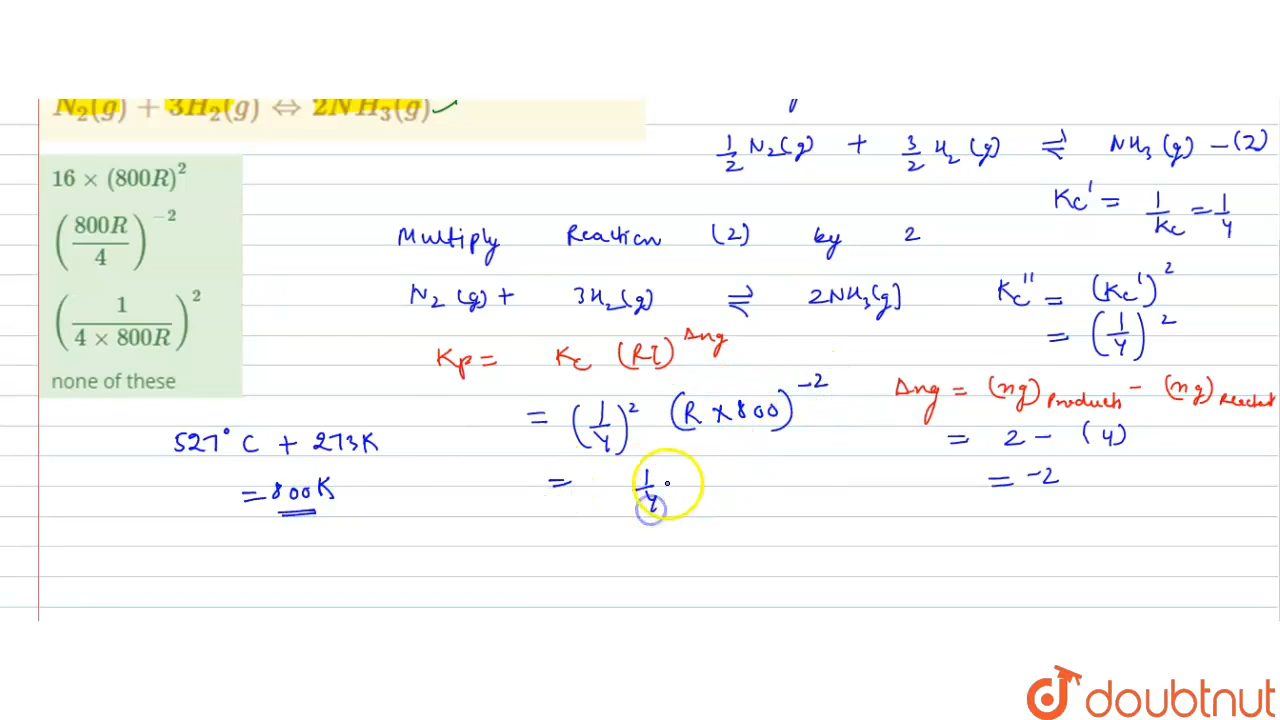 N₂(g) + 3H₂(g) ⇔ 2NH₃(g) ✓
1/2 N₂(g) + 3/2 H₂(g) ⇌ NH₃(g) – (2)
16 × (800R)²
Kc' = 1/Kc = 1/4
(800R/4)⁻²
Multiply Reaction (2) by 2
N₂(g) + 3H₂(g) ⇌ 2NH₃(g)
Kc'' = (Kc')²
(1/(4 × 800R))²
= (1/4)²
Kp = Kc (RT)^Δng
none of these
Δng = (ng)Product – (ng)Reactant
= (1/4)² (R × 800)⁻²
527°C + 273K
= 2 – (4)
= 800K
= 1/4
= –2
doubtnut